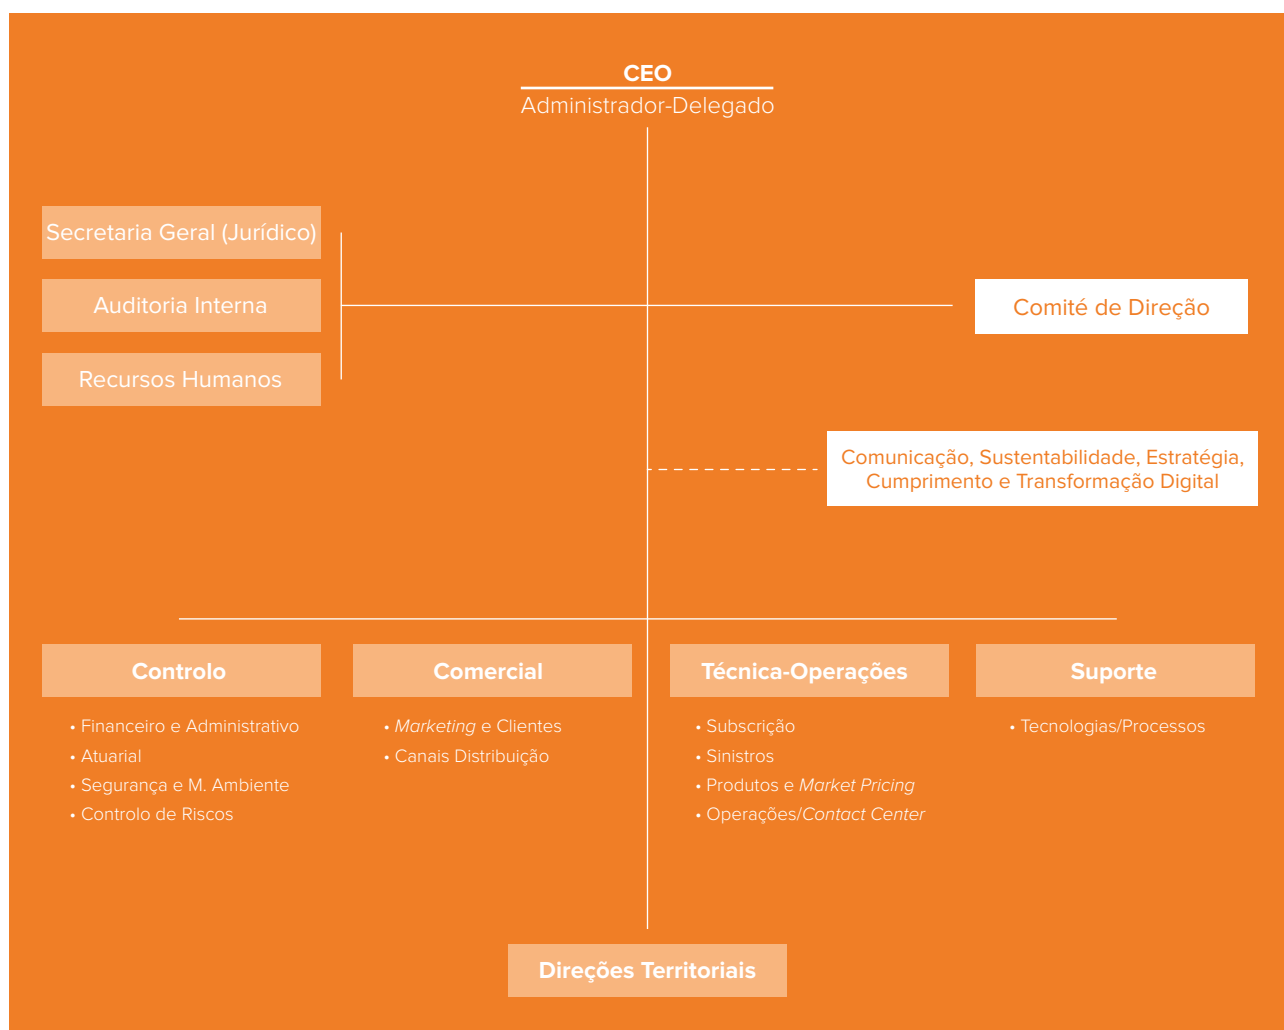 CEO
Administrador-Delegado
Secretaria Geral (Jurídico)
Auditoria Interna
Recursos Humanos
Comité de Direção
Comunicação, Sustentabilidade, Estratégia,
Cumprimento e Transformação Digital
Controlo
• Financeiro e Administrativo
• Atuarial
• Segurança e M. Ambiente
• Controlo de Riscos
Comercial
• Marketing e Clientes
• Canais Distribuição
Técnica-Operações
• Subscrição
• Sinistros
• Produtos e Market Pricing
• Operações/Contact Center
Suporte
• Tecnologias/Processos
Direções Territoriais